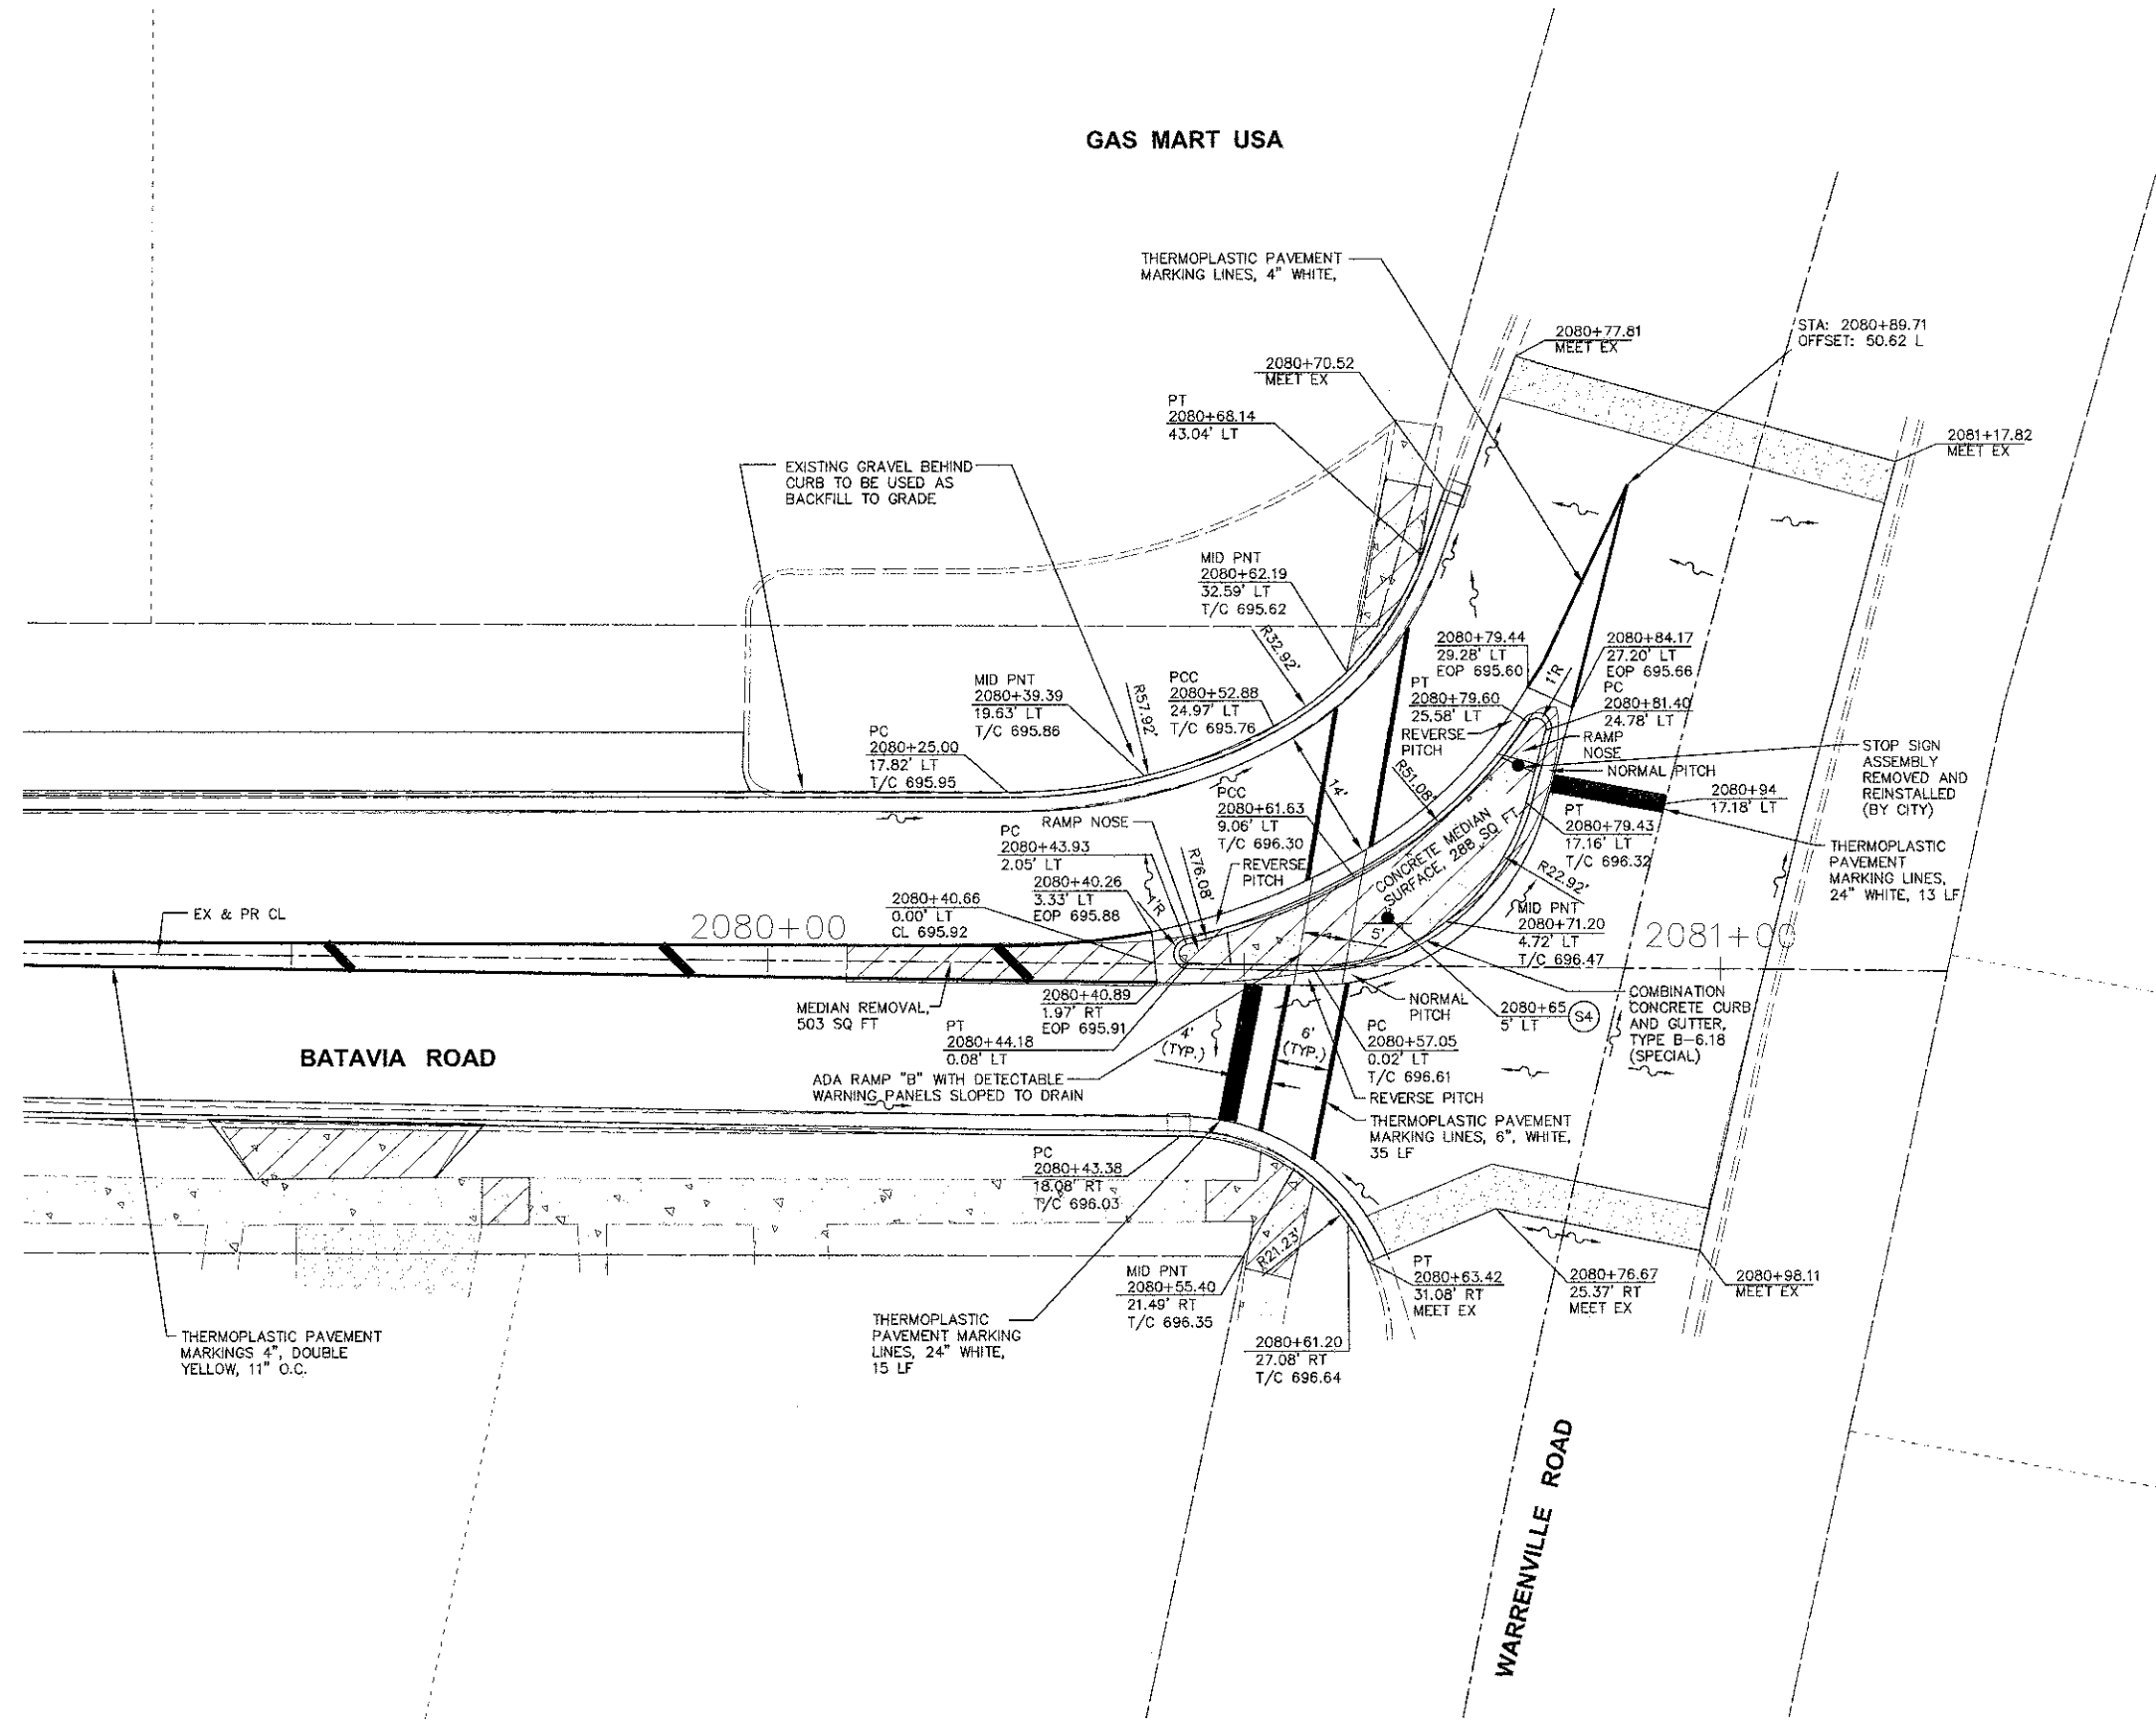 GAS MART USA
THERMOPLASTIC PAVEMENT
MARKING LINES, 4" WHITE,
2080+77.81
MEET EX
STA: 2080+89.71
OFFSET: 50.62 L
2080+70.52
MEET EX
PT
2080+68.14
43.04' LT
2081+17.82
MEET EX
EXISTING GRAVEL BEHIND
CURB TO BE USED AS
BACKFILL TO GRADE
MID PNT
2080+62.19
32.59' LT
T/C 695.62
R32.92'
2080+79.44
29.28' LT
EOP 695.60
2080+84.17
27.20' LT
EOP 695.66
1'R
MID PNT
2080+39.39
19.63' LT
T/C 695.86
R57.92'
PCC
2080+52.88
24.97' LT
T/C 695.76
PT
2080+79.60
25.58' LT
PC
2080+81.40
24.78' LT
REVERSE
PITCH
RAMP
NOSE
NORMAL PITCH
PC
2080+25.00
17.82' LT
T/C 695.95
STOP SIGN
ASSEMBLY
REMOVED AND
REINSTALLED
(BY CITY)
14'
R51.08'
PCC
2080+61.63
9.06' LT
T/C 696.30
2080+94
17.18' LT
PT
2080+79.43
17.16' LT
T/C 696.32
RAMP NOSE
PC
2080+43.93
2.05' LT
R76.08'
REVERSE
PITCH
CONCRETE MEDIAN
SURFACE, 288 SQ FT
THERMOPLASTIC
PAVEMENT
MARKING LINES,
24" WHITE, 13 LF
R22.92'
2080+40.26
3.33' LT
EOP 695.88
1'R
2080+40.66
0.00' LT
CL 695.92
EX & PR CL
2080+00
MID PNT
2080+71.20
4.72' LT
T/C 696.47
5'
2081+00
MEDIAN REMOVAL,
503 SQ FT
2080+40.89
1.97' RT
EOP 695.91
PT
2080+44.18
0.08' LT
NORMAL
PITCH
2080+65
5' LT
S4
COMBINATION
CONCRETE CURB
AND GUTTER,
TYPE B-6.18
(SPECIAL)
BATAVIA ROAD
4'
(TYP.)
6'
(TYP.)
PC
2080+57.05
0.02' LT
T/C 696.61
ADA RAMP "B" WITH DETECTABLE
WARNING PANELS SLOPED TO DRAIN
REVERSE PITCH
THERMOPLASTIC PAVEMENT
MARKING LINES, 6", WHITE,
35 LF
PC
2080+43.38
18.08' RT
T/C 696.03
R21.23'
MID PNT
2080+55.40
21.49' RT
T/C 696.35
PT
2080+63.42
31.08' RT
MEET EX
2080+76.67
25.37' RT
MEET EX
2080+98.11
MEET EX
THERMOPLASTIC PAVEMENT
MARKINGS 4", DOUBLE
YELLOW, 11" O.C.
THERMOPLASTIC
PAVEMENT MARKING
LINES, 24" WHITE,
15 LF
2080+61.20
27.08' RT
T/C 696.64
WARRENVILLE ROAD